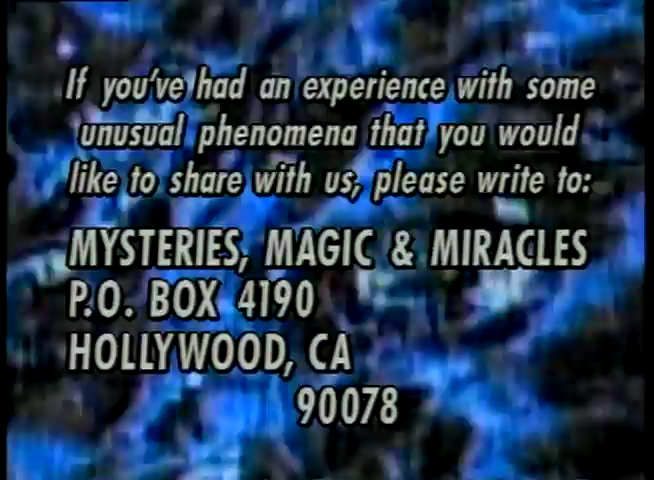 If you've had an experience with some
unusual phenomena that you would
like to share with us, please write to:
MYSTERIES, MAGIC & MIRACLES
P.O. BOX 4190
HOLLYWOOD, CA
90078